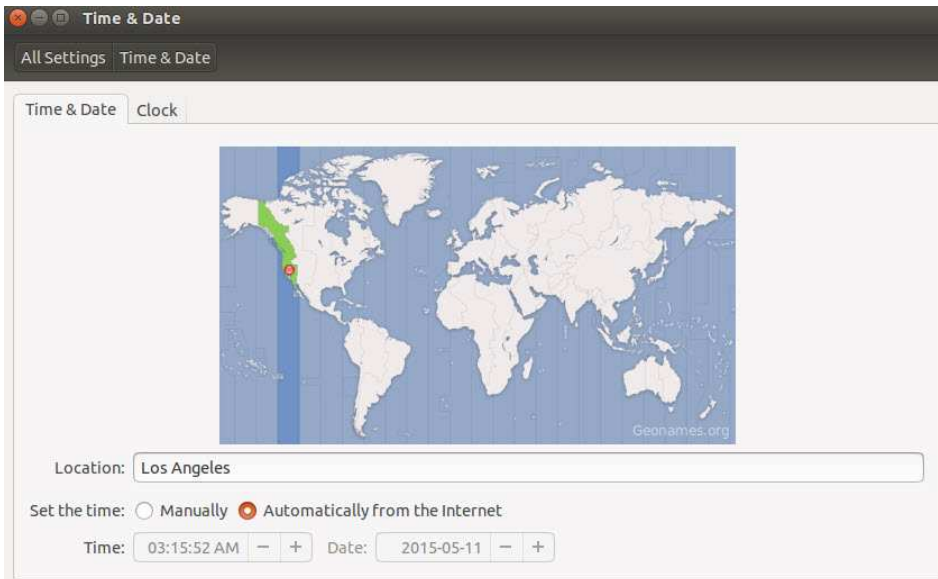 Time & Date
All Settings Time & Date
Time & Date Clock
Geonames.org
Location: Los Angeles
Set the time: Manually Automatically from the Internet
Time: 03:15:52 AM − + Date: 2015-05-11 − +